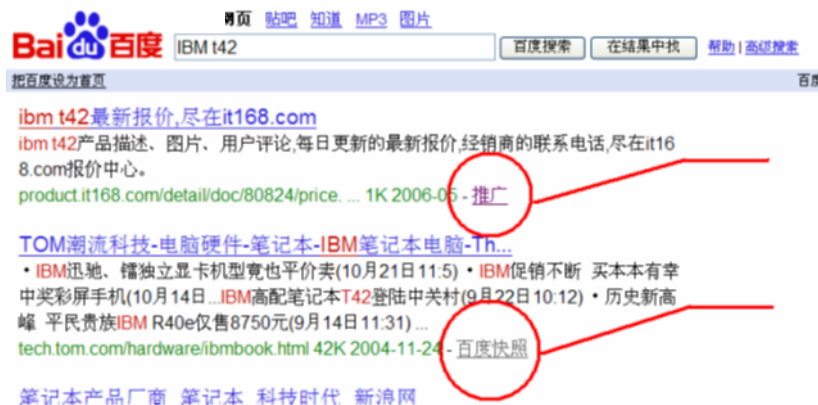 网页 贴吧 知道 MP3 图片
Bai du 百度 IBM t42 百度搜索 在结果中找 帮助 | 高级搜索
把百度设为首页 百度
ibm t42最新报价,尽在it168.com
ibm t42产品描述、图片、用户评论,每日更新的最新报价,经销商的联系电话,尽在it16
8.com报价中心。
product.it168.com/detail/doc/80824/price. ... 1K 2006-05 - 推广
TOM潮流科技-电脑硬件-笔记本-IBM笔记本电脑-Th...
・IBM迅驰、镭独立显卡机型竟也平价卖(10月21日11:5)・IBM促销不断 买本本有幸
中奖彩屏手机(10月14日...IBM高配笔记本T42登陆中关村(9月22日10:12)・历史新高
峰 平民贵族IBM R40e仅售8750元(9月14日11:31) ...
tech.tom.com/hardware/ibmbook.html 42K 2004-11-24 - 百度快照
笔记本产品厂商_笔记本_科技时代_新浪网